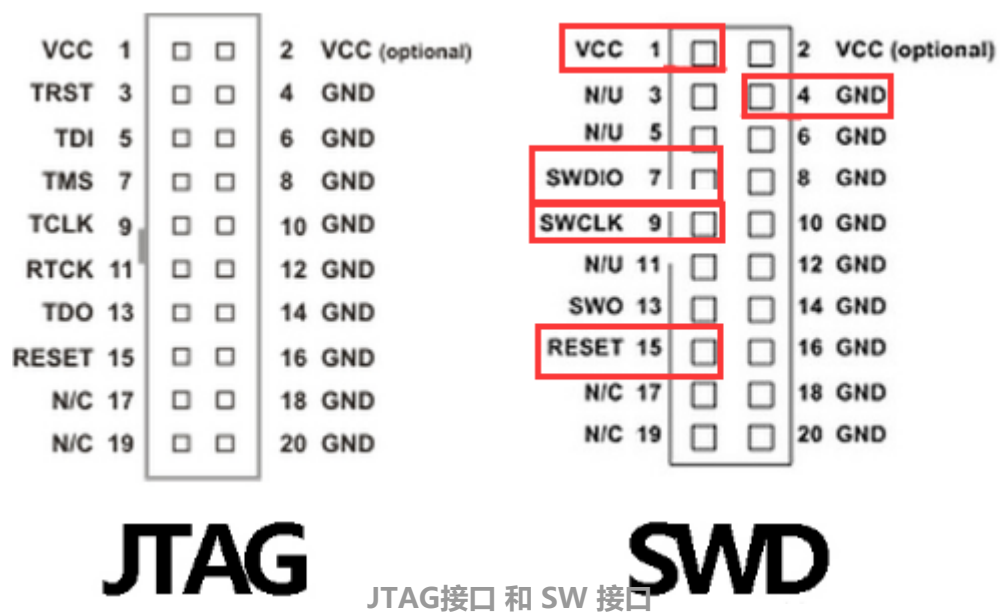 VCC 1 2 VCC (optional) VCC 1 2 VCC (optional)
TRST 3 4 GND N/U 3 4 GND
TDI 5 6 GND N/U 5 6 GND
TMS 7 8 GND SWDIO 7 8 GND
TCLK 9 10 GND SWCLK 9 10 GND
RTCK 11 12 GND N/U 11 12 GND
TDO 13 14 GND SWO 13 14 GND
RESET 15 16 GND RESET 15 16 GND
N/C 17 18 GND N/C 17 18 GND
N/C 19 20 GND N/C 19 20 GND
JTAG SWD
JTAG接口 和 SW 接口